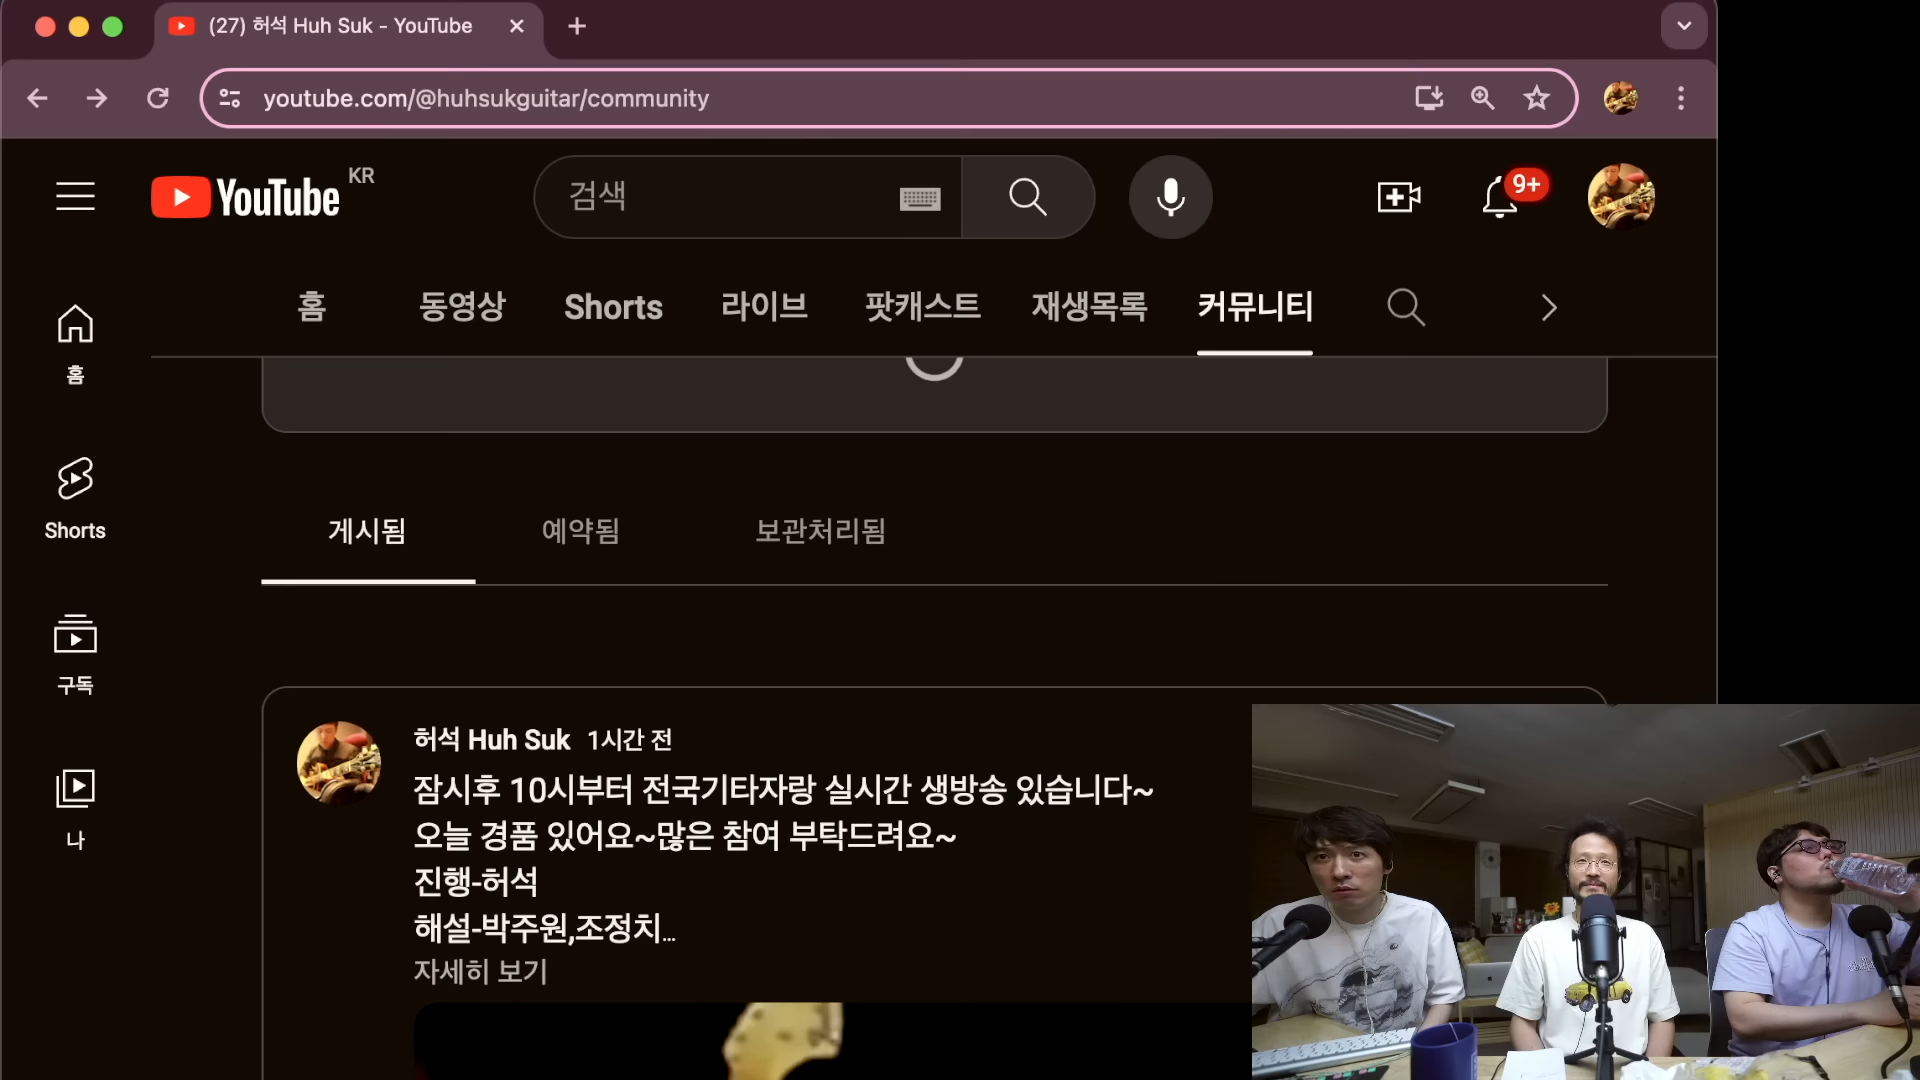 (27) 허석 Huh Suk - YouTube
youtube.com/@huhsukguitar/community
YouTube KR
검색
9+
홈 동영상 Shorts 라이브 팟캐스트 재생목록 커뮤니티
홈
Shorts
구독
나
게시됨 예약됨 보관처리됨
허석 Huh Suk 1시간 전
잠시후 10시부터 전국기타자랑 실시간 생방송 있습니다~
오늘 경품 있어요~많은 참여 부탁드려요~
진행-허석
해설-박주원,조정치...
자세히 보기